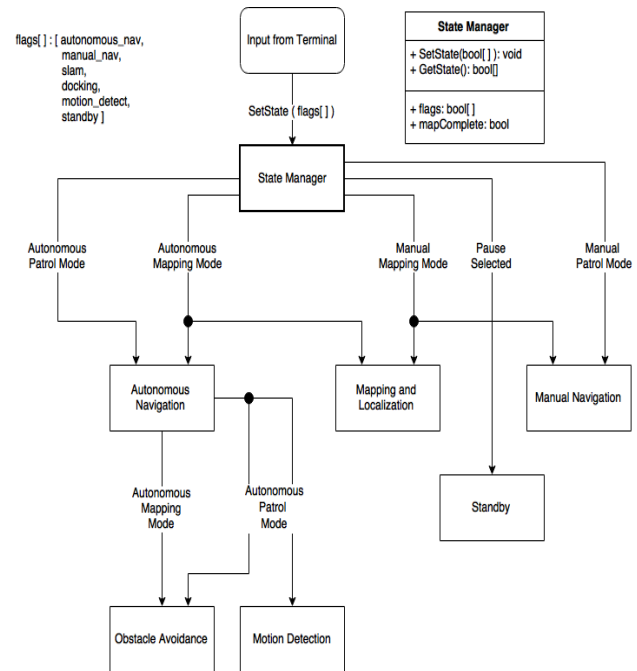 flags[ ] : [ autonomous_nav,
manual_nav,
slam,
docking,
motion_detect,
standby ]
Input from Terminal
State Manager
+ SetState(bool[ ] ): void
+ GetState(): bool[]
+ flags: bool[ ]
+ mapComplete: bool
SetState ( flags[ ] )
State Manager
Autonomous
Patrol Mode
Autonomous
Mapping Mode
Manual
Mapping Mode
Pause
Selected
Manual
Patrol Mode
Autonomous
Navigation
Mapping and
Localization
Manual Navigation
Autonomous
Mapping
Mode
Autonomous
Patrol
Mode
Standby
Obstacle Avoidance
Motion Detection